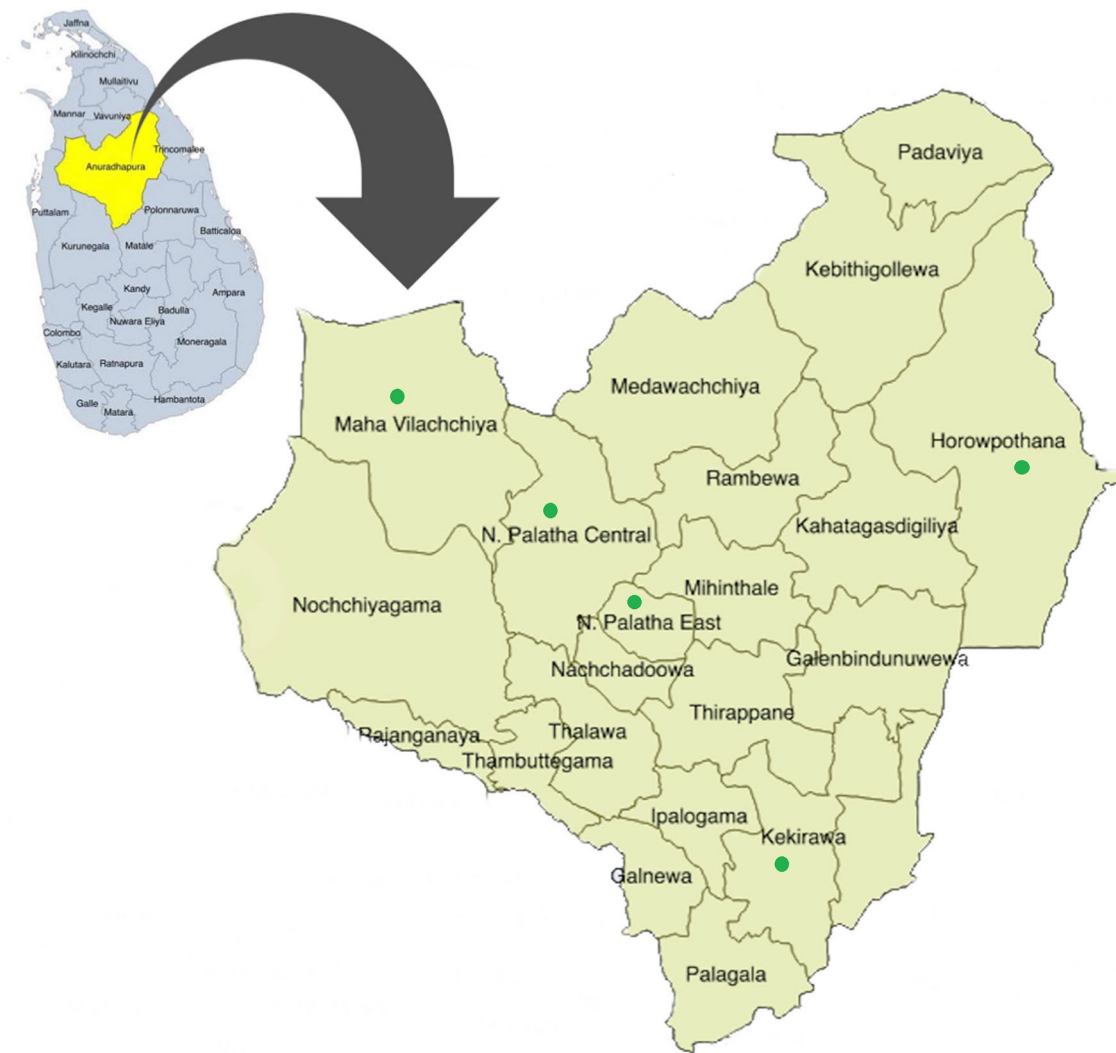 Jaffna
Kilinochchi
Mullaitivu
Mannar
Vavuniya
Trincomalee
Anuradhapura
Puttalam
Polonnaruwa
Batticaloa
Kurunegala
Matale
Kandy
Ampara
Kegalle
Badulla
Nuwara Eliya
Colombo
Moneragala
Kalutara
Ratnapura
Galle
Matara
Hambantota
Padaviya
Kebithigollewa
Medawachchiya
Maha Vilachchiya
Horowpothana
Rambewa
N. Palatha Central
Kahatagasdigiliya
Mihinthale
Nochchiyagama
N. Palatha East
Nachchadoowa
Galenbindunuwewa
Thirappane
Rajanganaya
Thalawa
Thambuttegama
Ipalogama
Kekirawa
Galnewa
Palagala